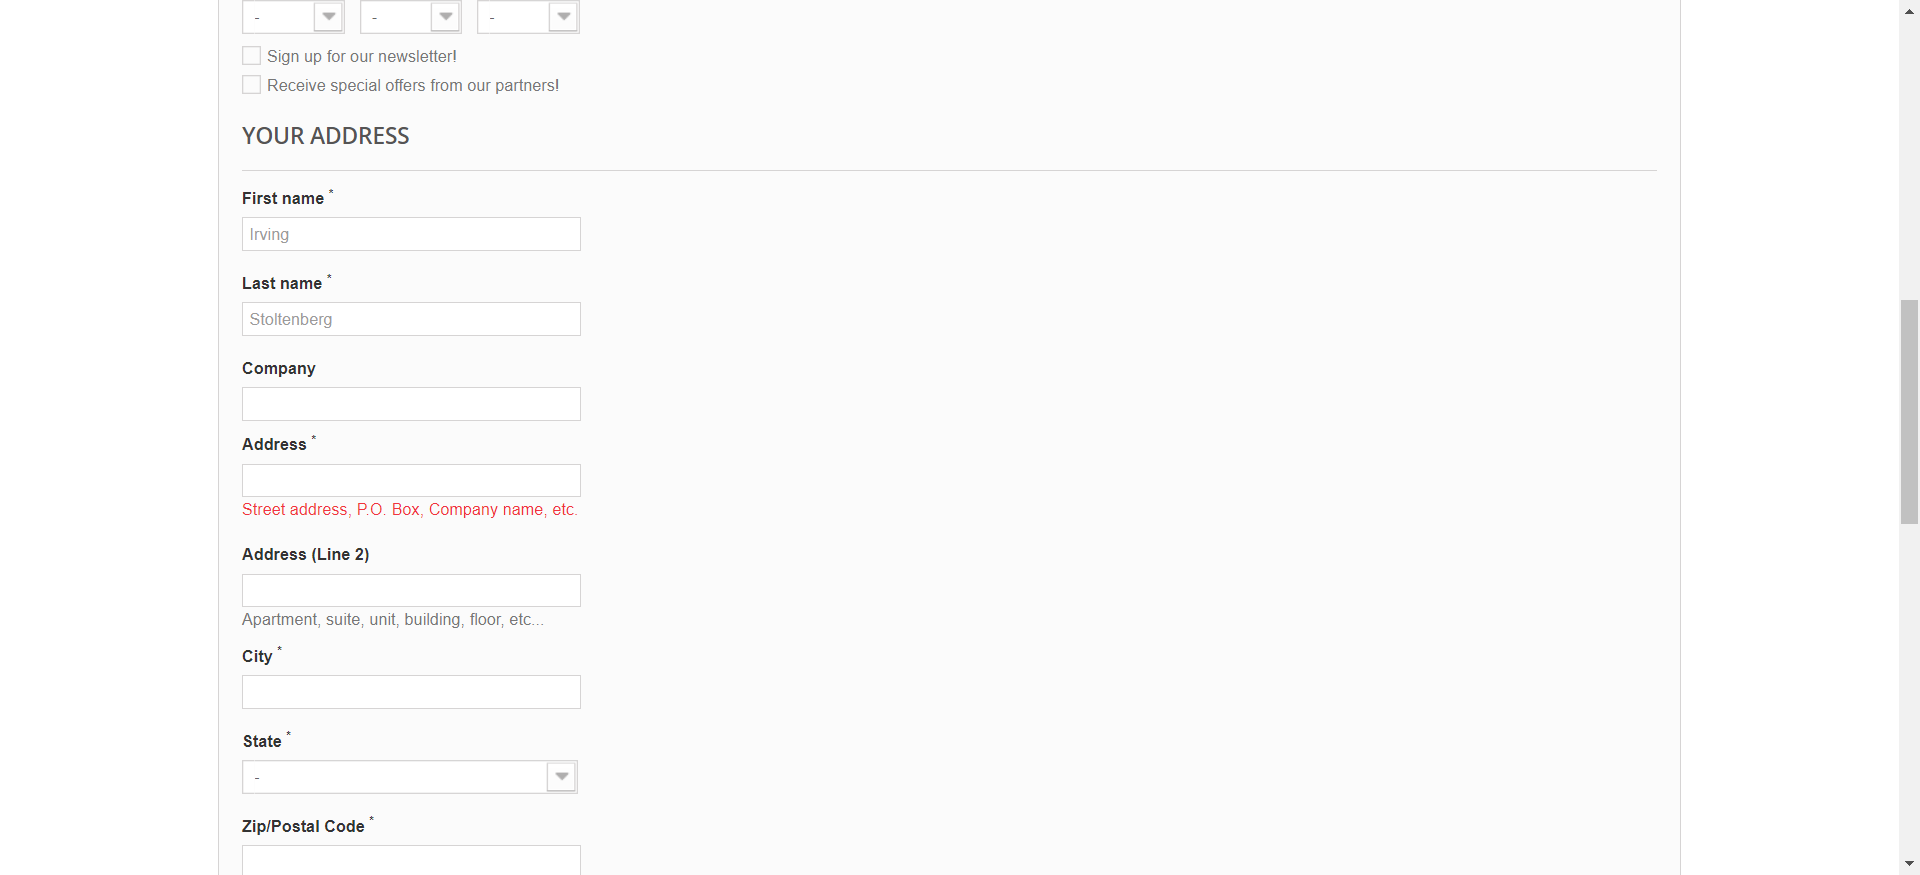 - - -
Sign up for our newsletter!
Receive special offers from our partners!
YOUR ADDRESS
First name *
Irving
Last name *
Stoltenberg
Company
Address *
Street address, P.O. Box, Company name, etc.
Address (Line 2)
Apartment, suite, unit, building, floor, etc...
City *
State *
-
Zip/Postal Code *